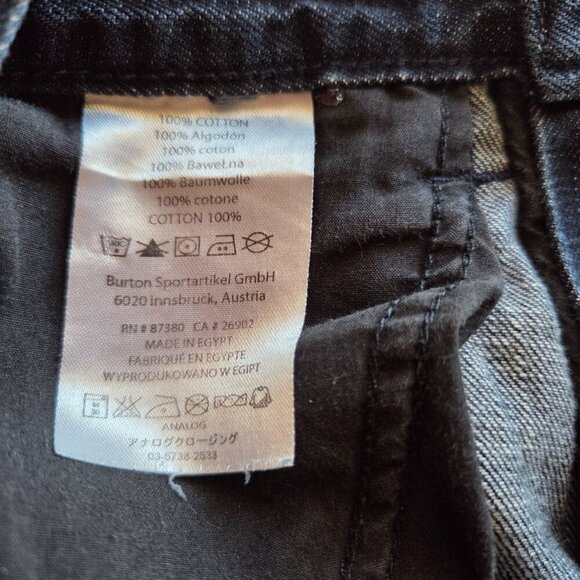 100% COTTON
100% Algodón
100% coton
100% Bawełna
100% Baumwolle
100% cotone
COTTON 100%
Burton Sportartikel GmbH
6020 Innsbruck, Austria
RN # 87380 CA # 26902
MADE IN EGYPT
FABRIQUÉ EN EGYPTE
WYPRODUKOWANO W EGIPT
ANALOG
アナログクロージング
03-5738-2533